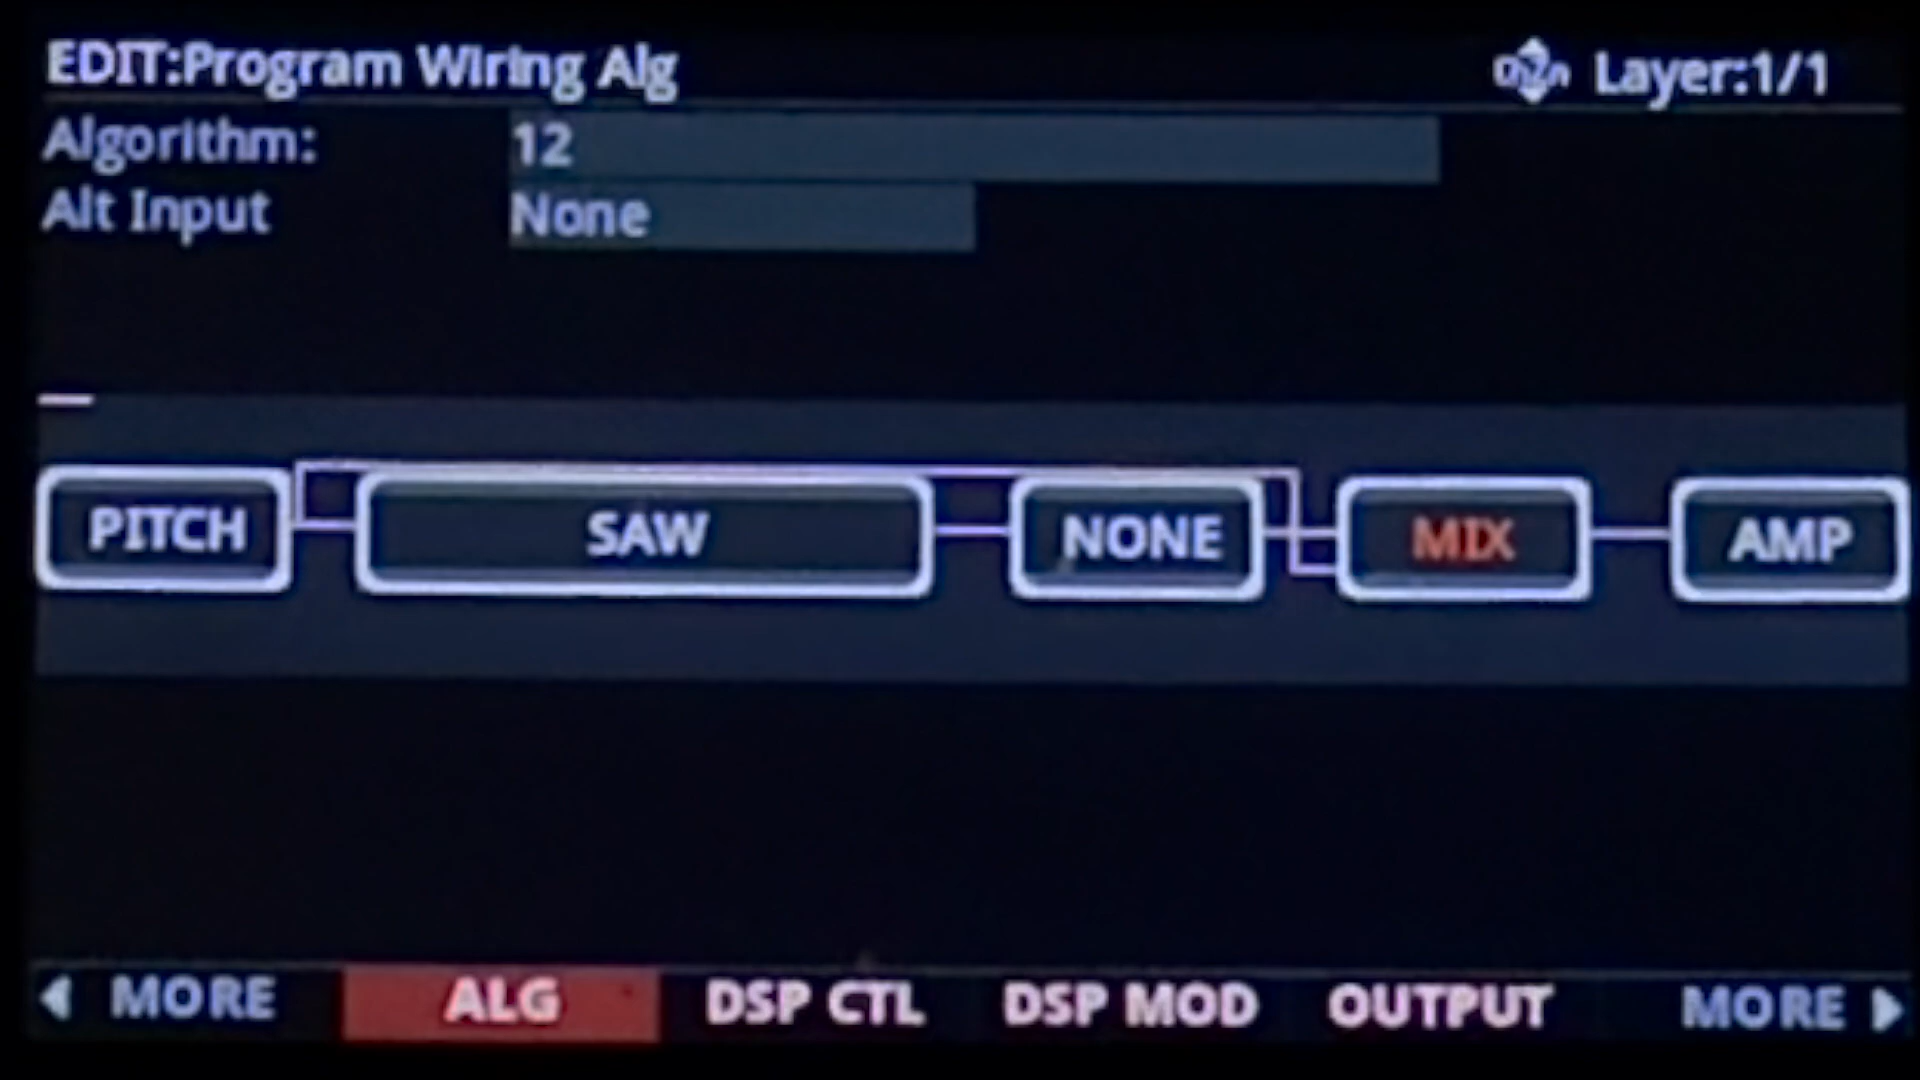 EDIT:Program Wiring Alg
Layer:1/1
Algorithm: 12
Alt Input None
PITCH SAW NONE MIX AMP
MORE ALG DSP CTL DSP MOD OUTPUT MORE